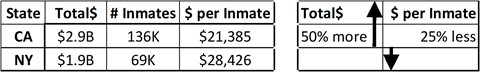 State Total$ # Inmates $ per Inmate Total$ $ per Inmate
CA $2.9B 136K $21,385 50% more 25% less
NY $1.9B 69K $28,426